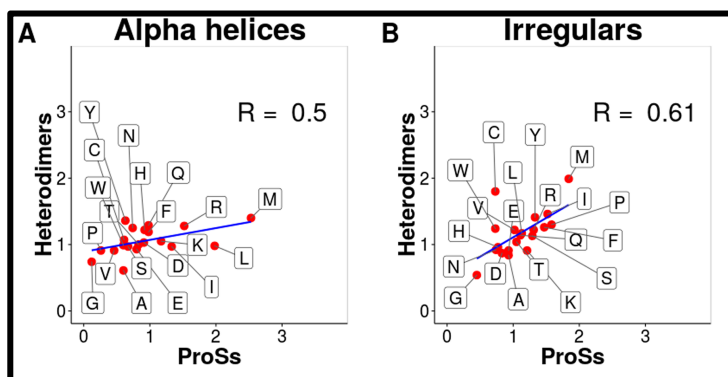 A Alpha helices
B Irregulars
Heterodimers
3
2
1
0
R = 0.5
Y
N
C
H
Q
W
T
F
R
M
P
K
L
V
S
D
I
G
A
E
0 1 2 3
ProSs
Heterodimers
3
2
1
0
R = 0.61
C
Y
M
W
L
R
I
P
V
E
H
Q
F
N
D
T
S
G
A
K
0 1 2 3
ProSs